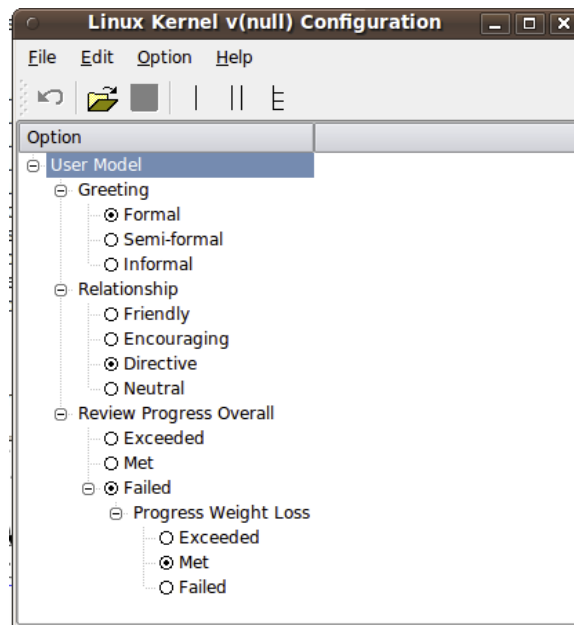 Linux Kernel v(null) Configuration
File Edit Option Help
Option
User Model
Greeting
Formal
Semi-formal
Informal
Relationship
Friendly
Encouraging
Directive
Neutral
Review Progress Overall
Exceeded
Met
Failed
Progress Weight Loss
Exceeded
Met
Failed